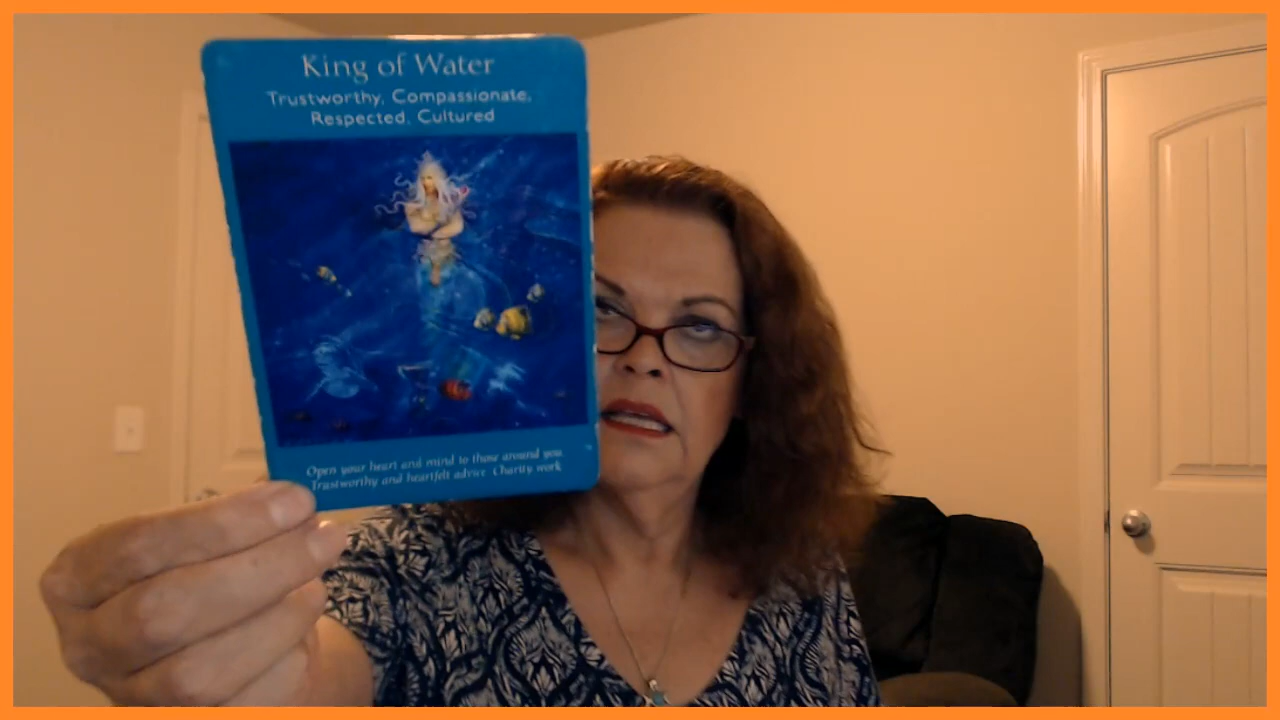 King of Water
Trustworthy, Compassionate,
Respected, Cultured
Open your heart and mind to those around you.
Trustworthy and heartfelt advice. Charity work